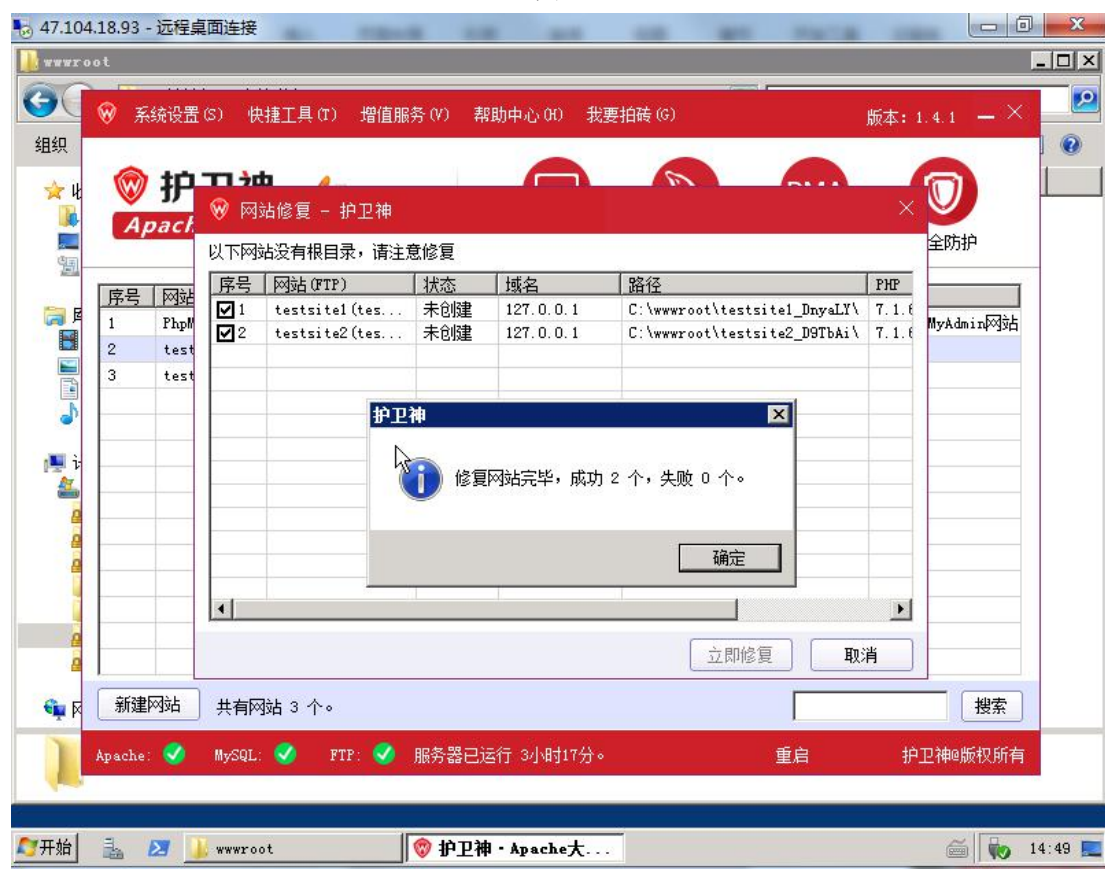 47.104.18.93 - 远程桌面连接
wwwroot
系统设置(S) 快捷工具(T) 增值服务(V) 帮助中心(H) 我要拍砖(G) 版本: 1.4.1
组织
护卫神
全防护
网站修复 - 护卫神
以下网站没有根目录，请注意修复
序号 网站
序号 网站(FTP) 状态 域名 路径 PHP
1 testsite1(tes... 未创建 127.0.0.1 C:\wwwroot\testsite1_DnyaLY\ 7.1.6
2 testsite2(tes... 未创建 127.0.0.1 C:\wwwroot\testsite2_D9TbAi\ 7.1.6
1 PhpM
MyAdmin网站
2 test
3 test
护卫神
修复网站完毕，成功 2 个，失败 0 个。
确定
立即修复 取消
新建网站 共有网站 3 个。 搜索
Apache: MySQL: FTP: 服务器已运行 3小时17分。 重启 护卫神@版权所有
开始 wwwroot 护卫神·Apache大... 14:49